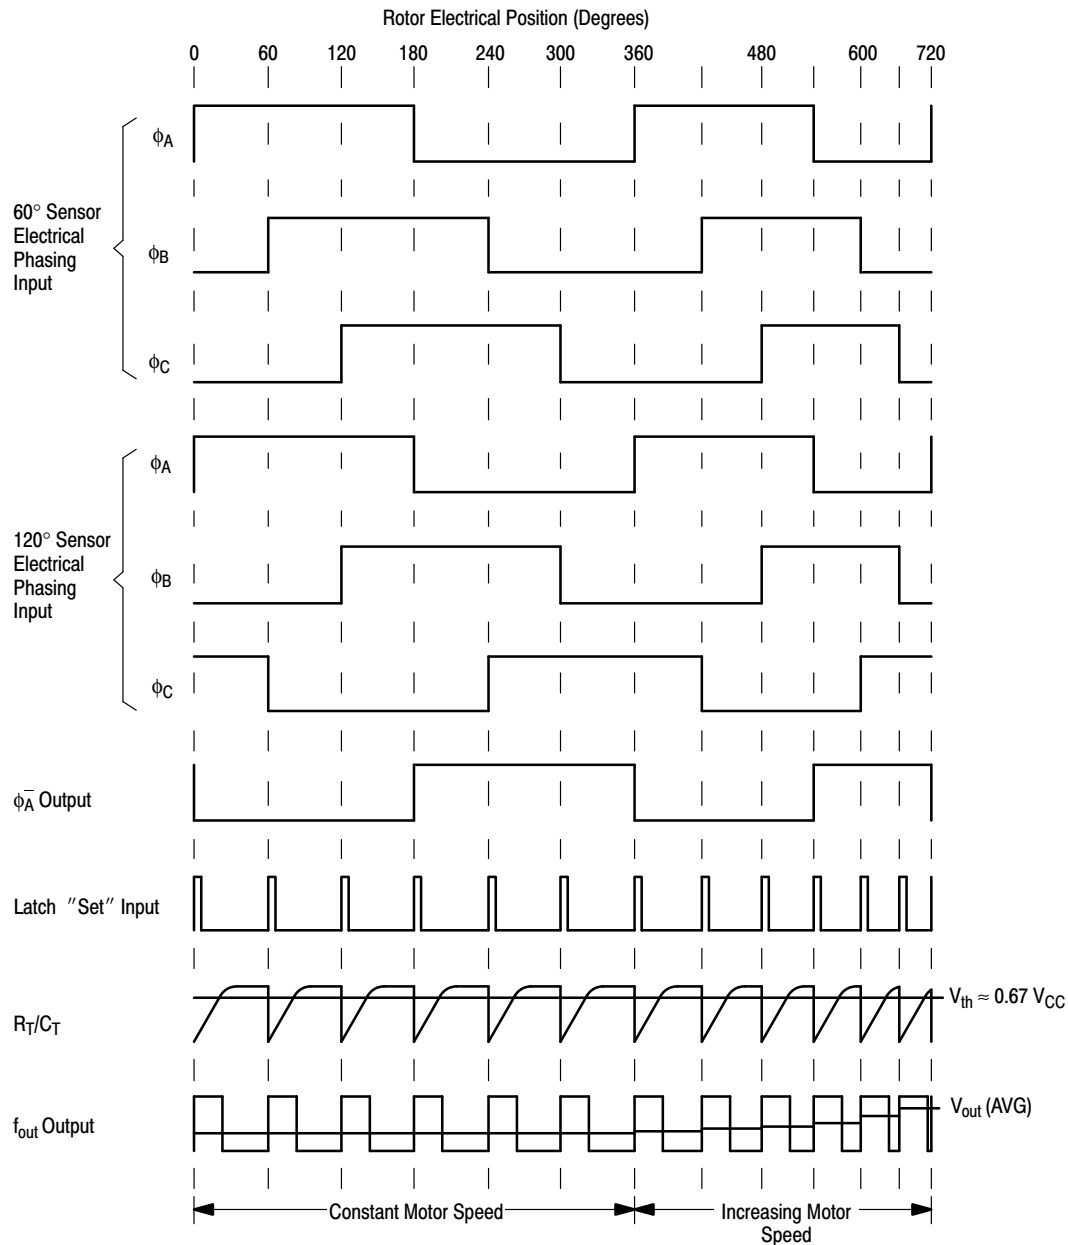 Rotor Electrical Position (Degrees)
0 60 120 180 240 300 360 480 600 720
ϕA
60° Sensor
Electrical
Phasing
Input
ϕB
ϕC
ϕA
120° Sensor
Electrical
Phasing
Input
ϕB
ϕC
ϕA̅ Output
Latch ″Set″ Input
Vth ≈ 0.67 VCC
RT/CT
Vout (AVG)
fout Output
Constant Motor Speed
Increasing Motor
Speed